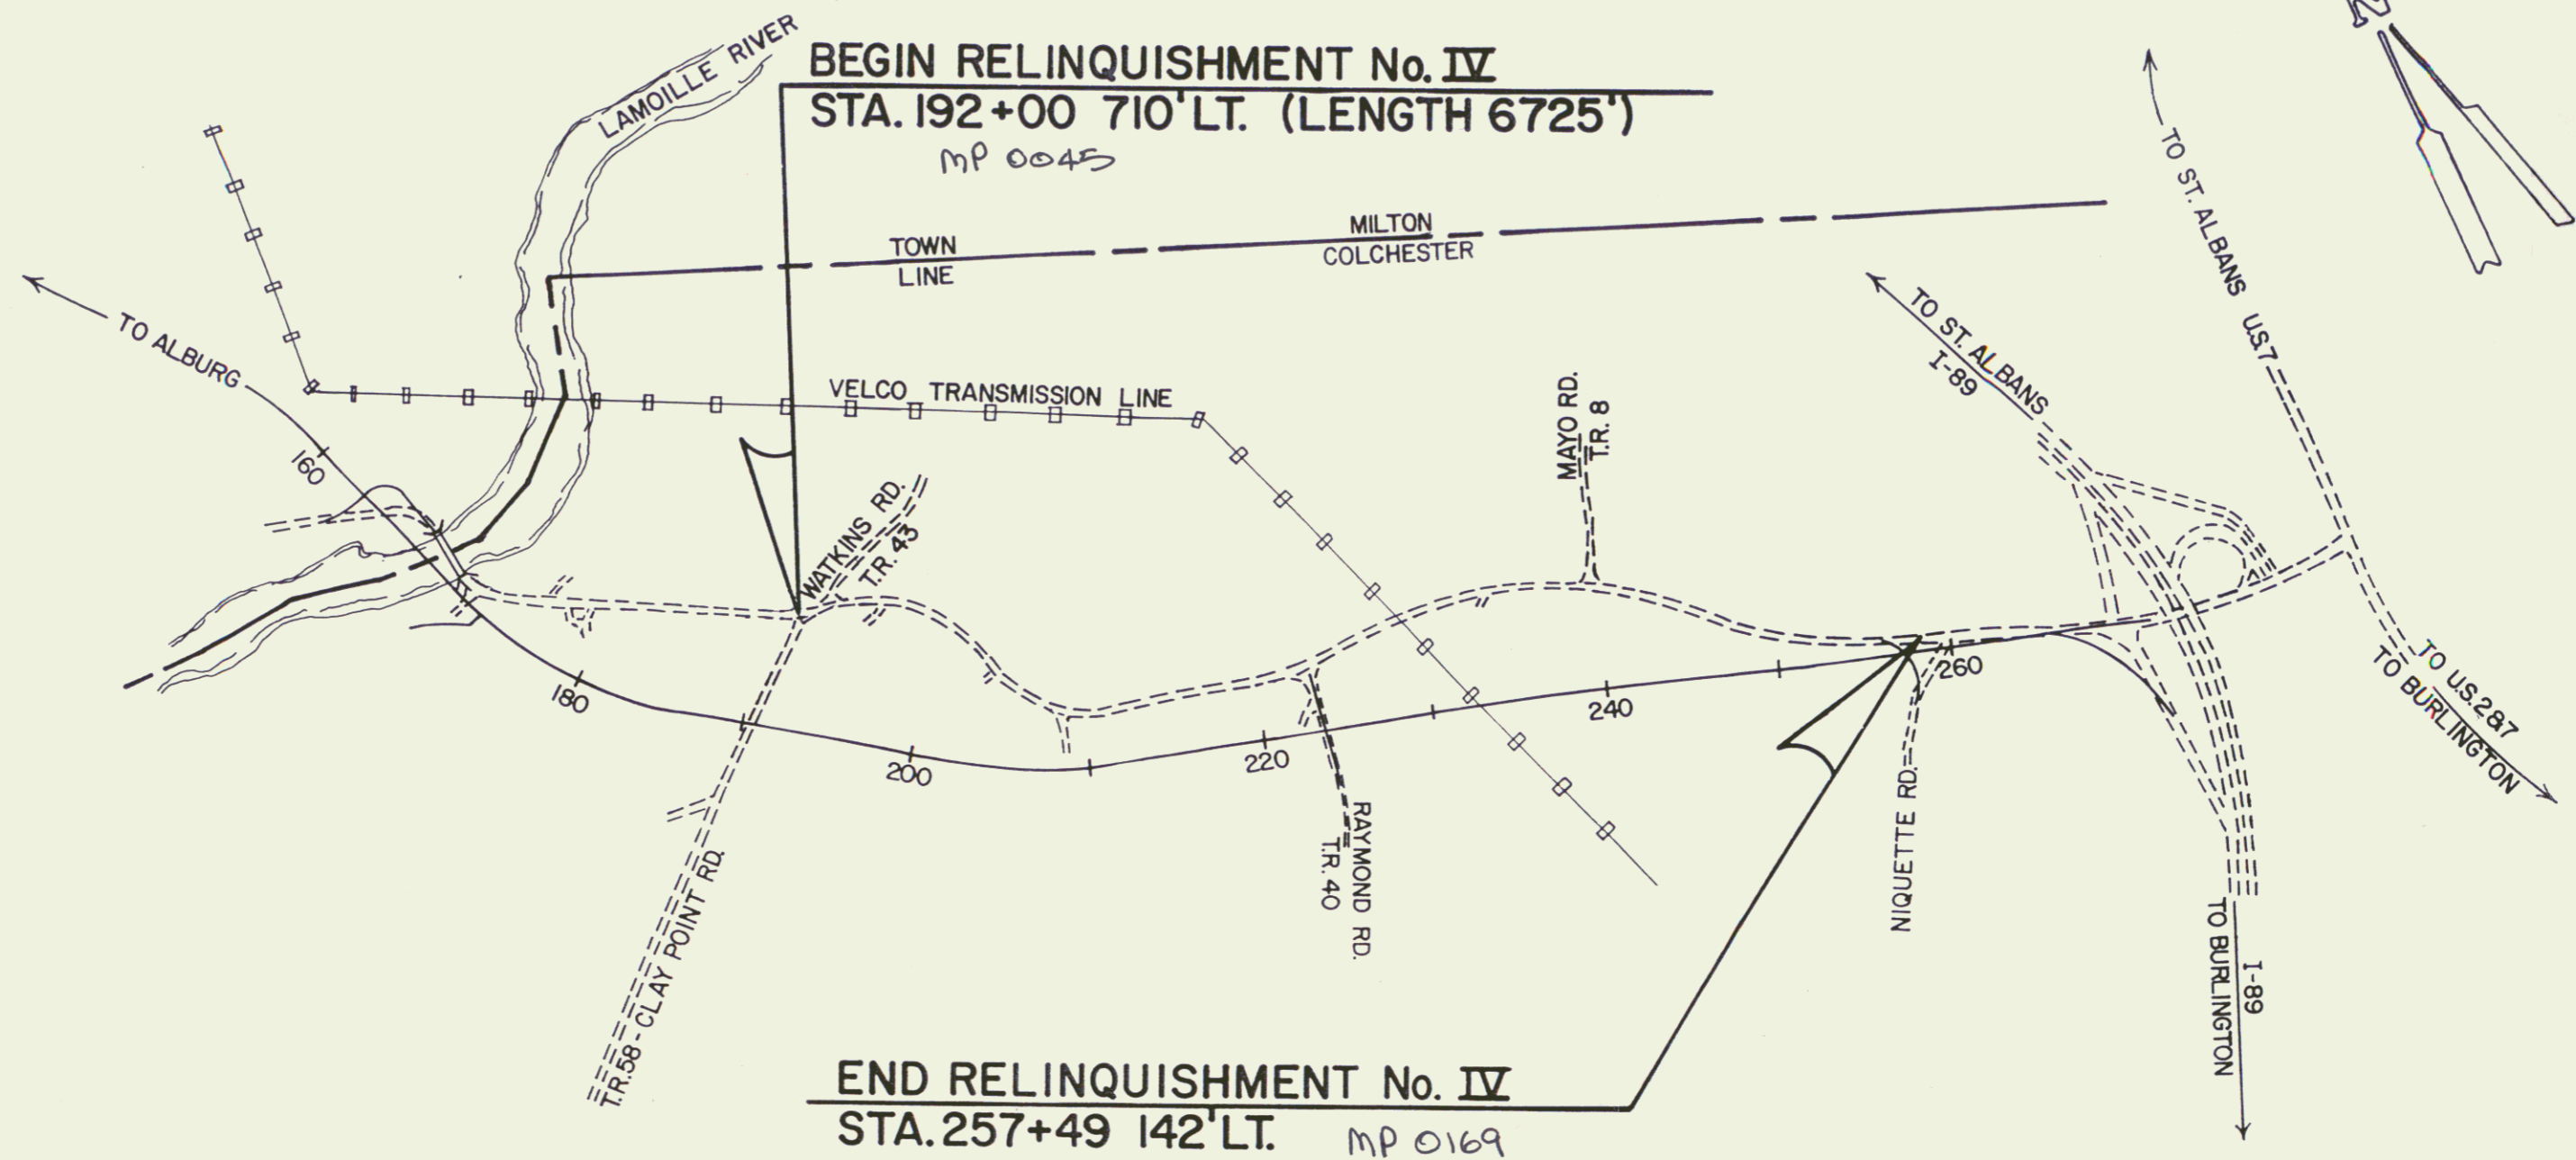 LAMOILLE RIVER
BEGIN RELINQUISHMENT No. IV
STA. 192+00 710' LT. (LENGTH 6725')
MP 0045
TOWN
LINE
MILTON
COLCHESTER
TO ALBURG
VELCO TRANSMISSION LINE
MAYO RD.
T.R. 8
TO ST. ALBANS
I-89
TO ST. ALBANS U.S.7
N
160
WATKINS RD.
T.R. 43
180
200
220
240
260
TO U.S.2&7
TO BURLINGTON
RAYMOND RD.
T.R. 40
NIQUETTE RD.
T.R.58-CLAY POINT RD.
TO BURLINGTON
I-89
END RELINQUISHMENT No. IV
STA. 257+49 142' LT.
MP 0169